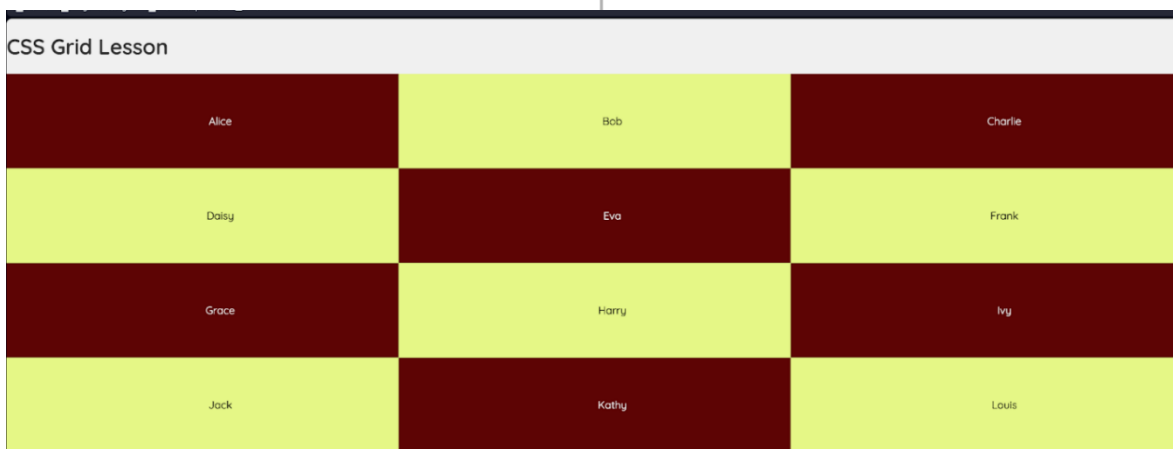 CSS Grid Lesson
Alice Bob Charlie
Daisy Eva Frank
Grace Harry Ivy
Jack Kathy Louis